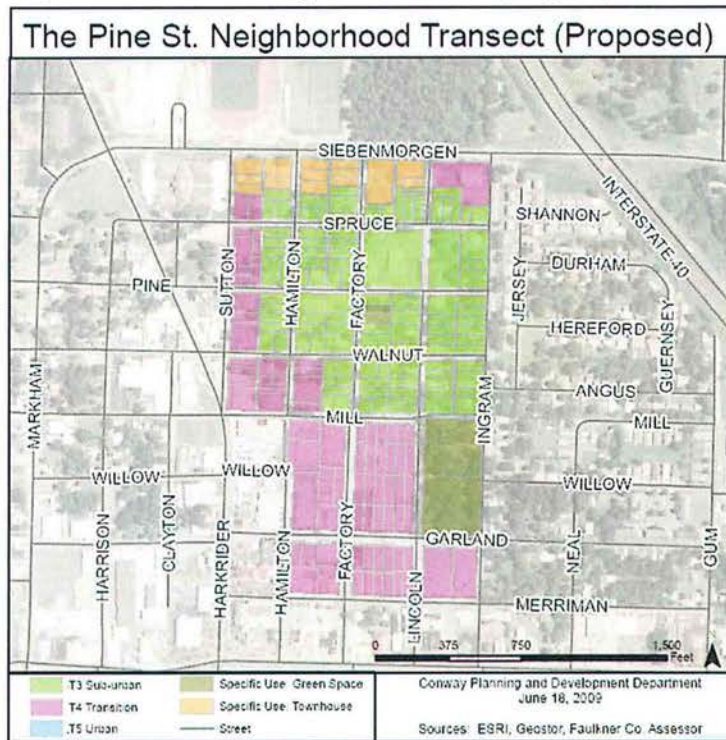 The Pine St. Neighborhood Transect (Proposed)
SIEBENMORGEN
INTERSTATE-40
SHANNON
SPRUCE
DURHAM
PINE
SUTTON
HAMILTON
FACTORY
JERSEY
GUERNSEY
HEREFORD
WALNUT
MARKHAM
INGRAM
ANGUS
MILL
MILL
WILLOW
WILLOW
WILLOW
HARRISON
CLAYTON
HARKRIDER
HAMILTON
FACTORY
GARLAND
LINCOLN
NEAL
GUM
MERRIMAN
0 375 750 1,500
Feet
T3 Sub-urban
T4 Transition
T5 Urban
Specific Use: Green Space
Specific Use: Townhouse
Street
Conway Planning and Development Department
June 18, 2009
Sources: ESRI, Geostor, Faulkner Co. Assessor